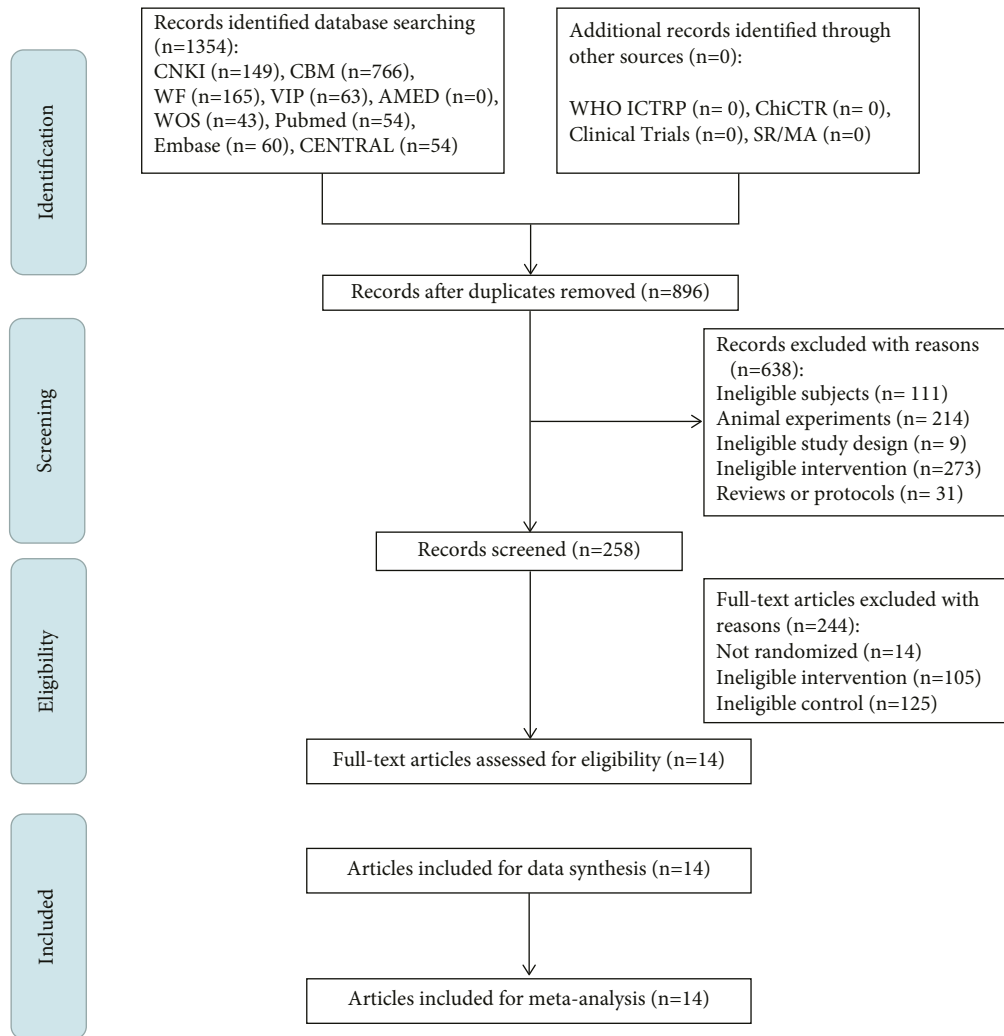 Identification
Records identified database searching
(n=1354):
CNKI (n=149), CBM (n=766),
WF (n=165), VIP (n=63), AMED (n=0),
WOS (n=43), Pubmed (n=54),
Embase (n= 60), CENTRAL (n=54)
Additional records identified through
other sources (n=0):
WHO ICTRP (n= 0), ChiCTR (n= 0),
Clinical Trials (n=0), SR/MA (n=0)
Records after duplicates removed (n=896)
Screening
Records excluded with reasons
(n=638):
Ineligible subjects (n= 111)
Animal experiments (n= 214)
Ineligible study design (n= 9)
Ineligible intervention (n=273)
Reviews or protocols (n= 31)
Records screened (n=258)
Eligibility
Full-text articles excluded with
reasons (n=244):
Not randomized (n=14)
Ineligible intervention (n=105)
Ineligible control (n=125)
Full-text articles assessed for eligibility (n=14)
Included
Articles included for data synthesis (n=14)
Articles included for meta-analysis (n=14)